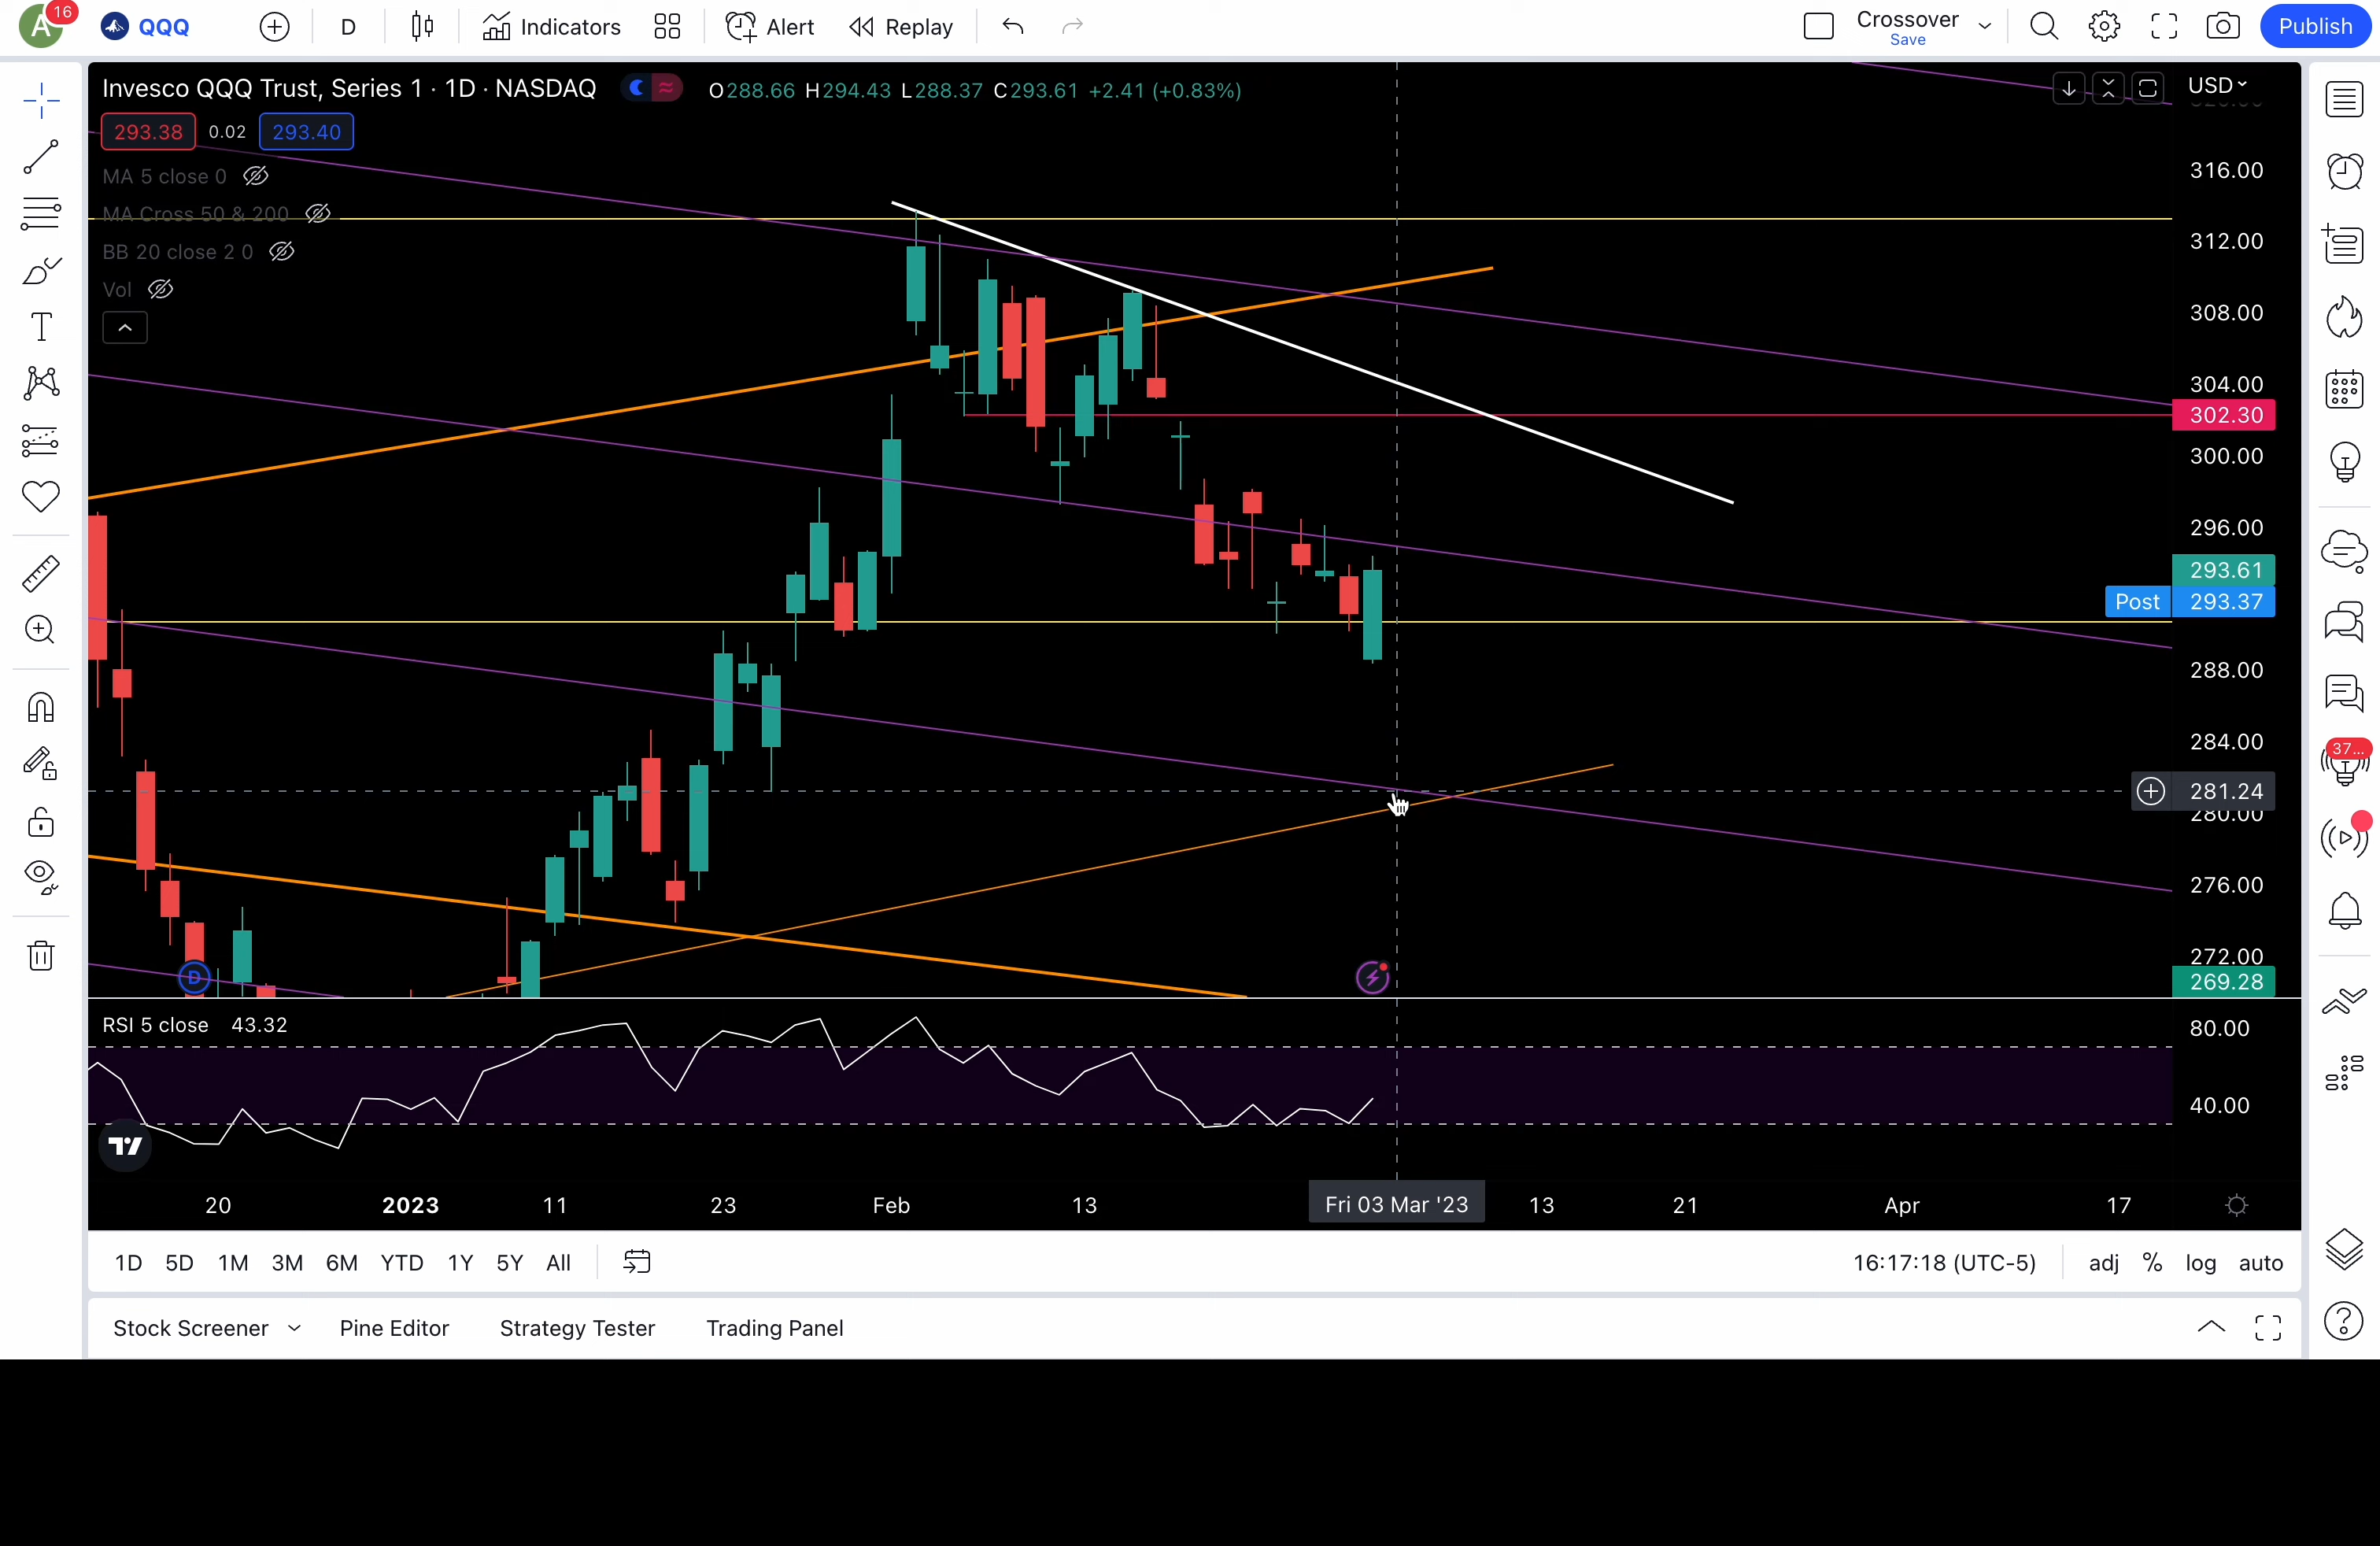 A 16 QQQ D Indicators Alert Replay Crossover Save Publish
Invesco QQQ Trust, Series 1 · 1D · NASDAQ O288.66 H294.43 L288.37 C293.61 +2.41 (+0.83%) USD
293.38 0.02 293.40
MA 5 close 0
MA Cross 50 & 200
BB 20 close 2 0
Vol
316.00
312.00
308.00
304.00
302.30
300.00
296.00
293.61
Post 293.37
288.00
284.00
37...
281.24
280.00
276.00
272.00
269.28
D
RSI 5 close 43.32
80.00
40.00
20 2023 11 23 Feb 13 Fri 03 Mar '23 13 21 Apr 17
1D 5D 1M 3M 6M YTD 1Y 5Y All 16:17:18 (UTC-5) adj % log auto
Stock Screener Pine Editor Strategy Tester Trading Panel